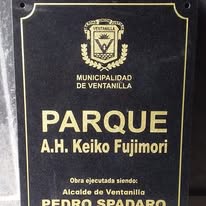 VENTANILLA
MUNICIPALIDAD
DE VENTANILLA
PARQUE
A.H. Keiko Fujimori
Obra ejecutada siendo:
Alcalde de Ventanilla
PEDRO SPADARO